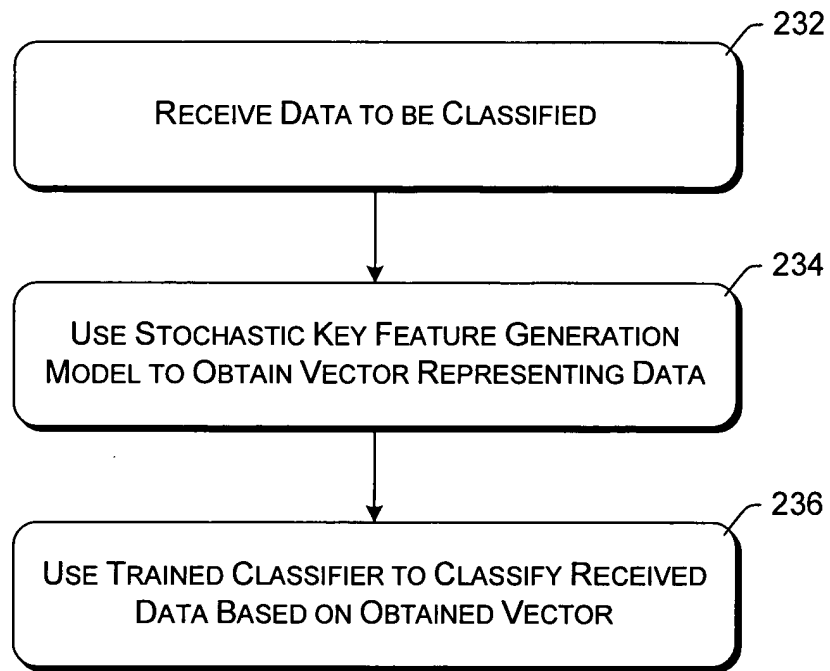 232
RECEIVE DATA TO BE CLASSIFIED
234
USE STOCHASTIC KEY FEATURE GENERATION
MODEL TO OBTAIN VECTOR REPRESENTING DATA
236
USE TRAINED CLASSIFIER TO CLASSIFY RECEIVED
DATA BASED ON OBTAINED VECTOR